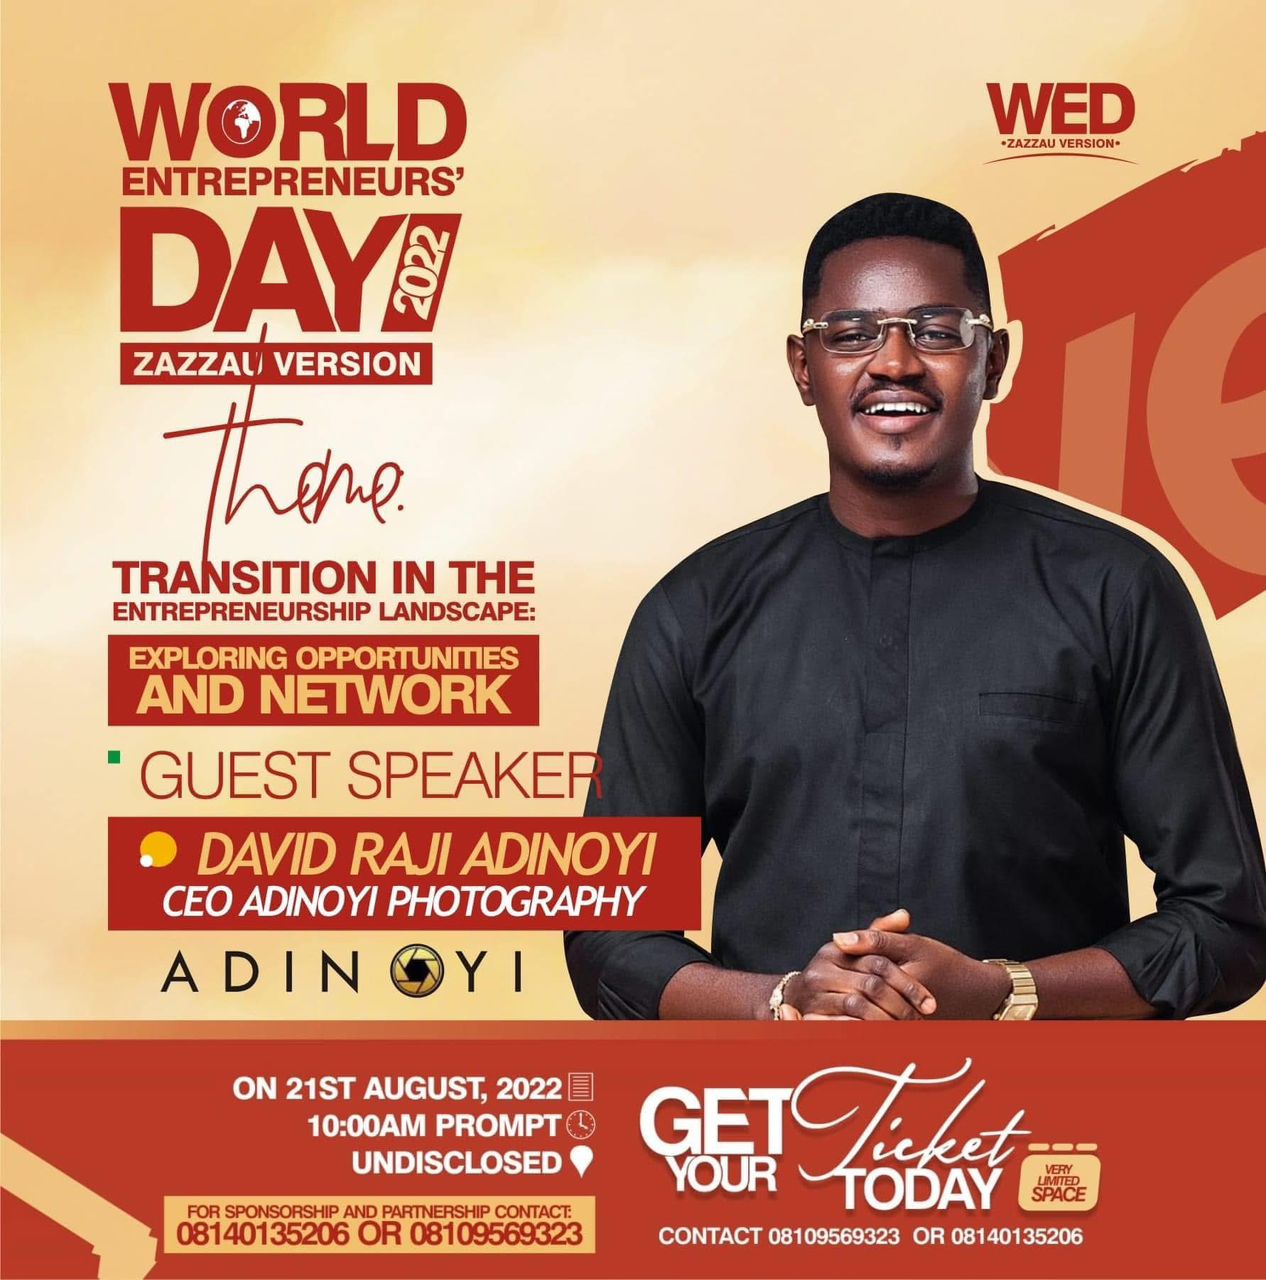 WORLD
ENTREPRENEURS'
DAY 2022
ZAZZAU VERSION
WED
•ZAZZAU VERSION•
Theme:
TRANSITION IN THE
ENTREPRENEURSHIP LANDSCAPE:
EXPLORING OPPORTUNITIES
AND NETWORK
GUEST SPEAKER
DAVID RAJI ADINOYI
CEO ADINOYI PHOTOGRAPHY
ADINOYI
ON 21ST AUGUST, 2022
10:00AM PROMPT
UNDISCLOSED
FOR SPONSORSHIP AND PARTNERSHIP CONTACT:
08140135206 OR 08109569323
GET YOUR Ticket TODAY
VERY
LIMITED
SPACE
CONTACT 08109569323 OR 08140135206